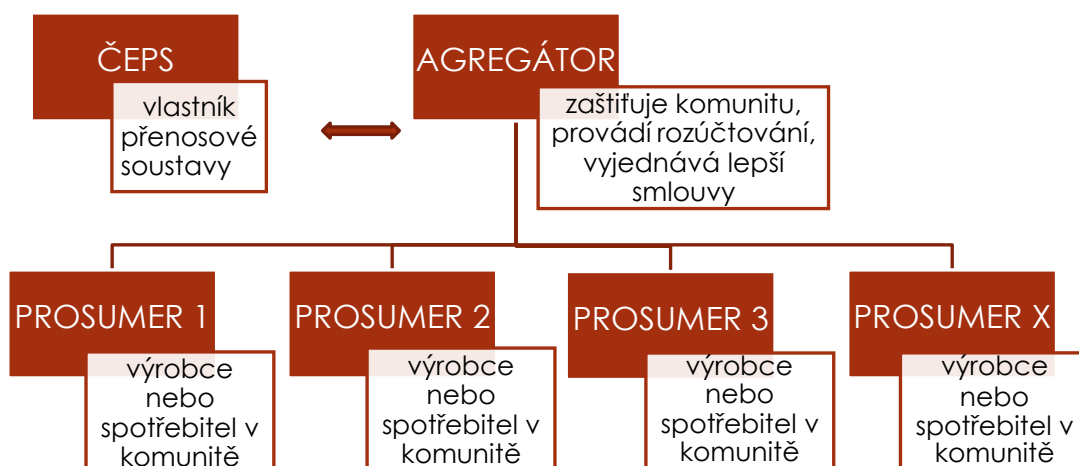 ČEPS
vlastník
přenosové
soustavy
AGREGÁTOR
zaštiťuje komunitu,
provádí rozúčtování,
vyjednává lepší
smlouvy
PROSUMER 1
výrobce
nebo
spotřebitel v
komunitě
PROSUMER 2
výrobce
nebo
spotřebitel v
komunitě
PROSUMER 3
výrobce
nebo
spotřebitel v
komunitě
PROSUMER X
výrobce
nebo
spotřebitel v
komunitě